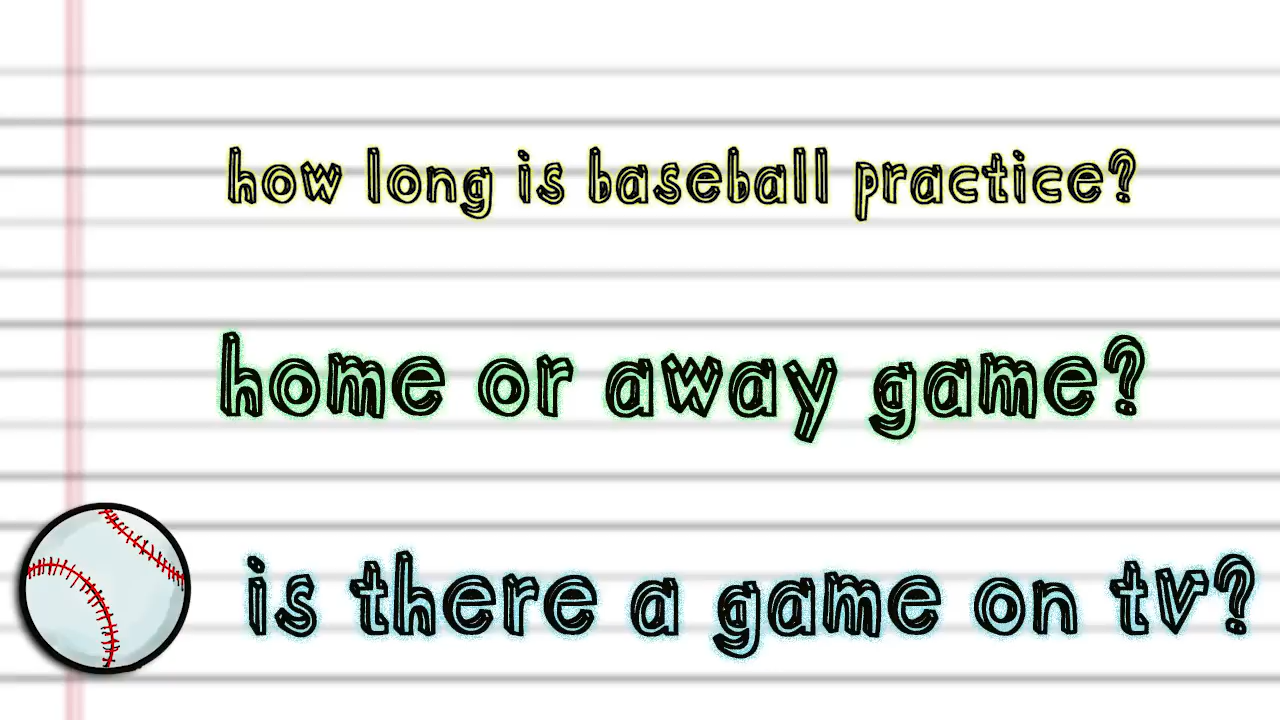 how long is baseball practice?
home or away game?
is there a game on tv?